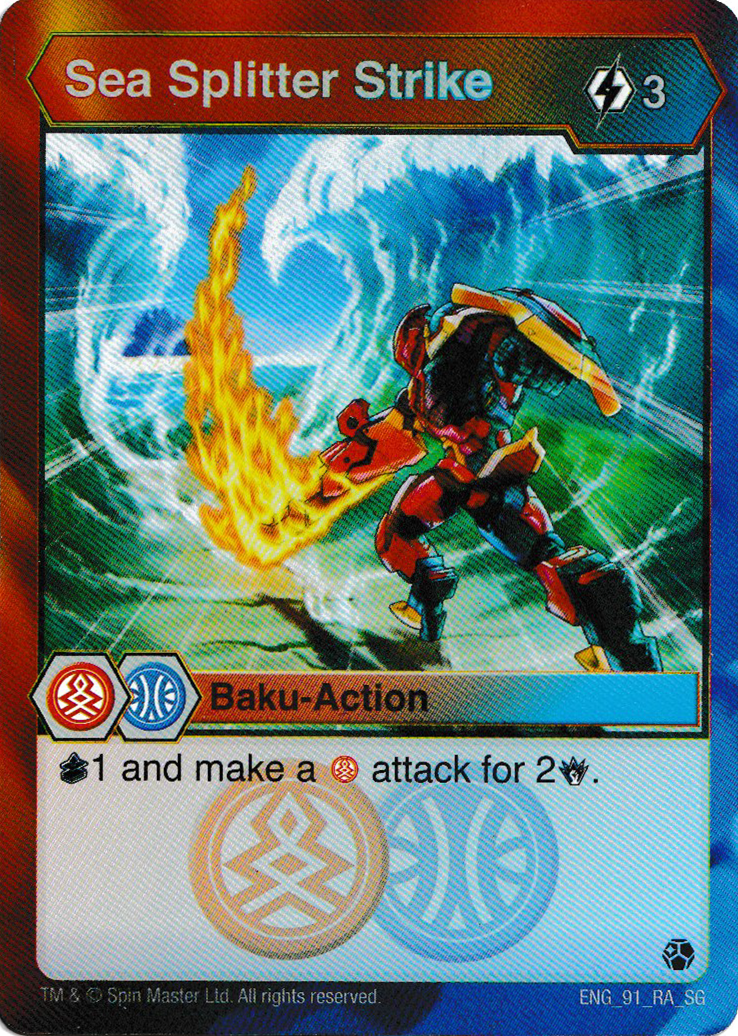 Sea Splitter Strike 3
Baku-Action
1 and make a attack for 2.
TM & © Spin Master Ltd. All rights reserved.
ENG_91_RA_SG